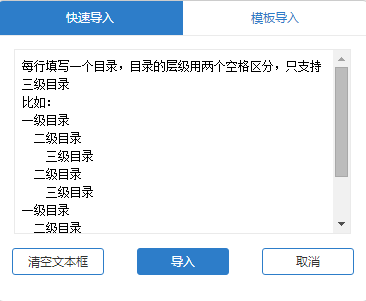 快速导入
模板导入
每行填写一个目录，目录的层级用两个空格区分，只支持
三级目录
比如：
一级目录
二级目录
三级目录
二级目录
三级目录
一级目录
二级目录
清空文本框
导入
取消